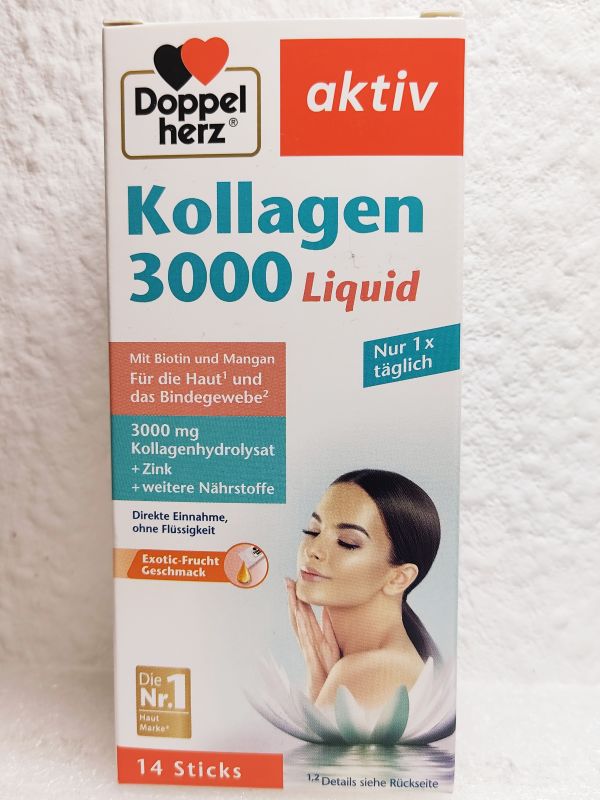 Doppel
herz®
aktiv
Kollagen
3000 Liquid
Nur 1x
täglich
Mit Biotin und Mangan
Für die Haut¹ und
das Bindegewebe²
3000 mg
Kollagenhydrolysat
+ Zink
+ weitere Nährstoffe
Direkte Einnahme,
ohne Flüssigkeit
Exotic-Frucht
Geschmack
Die
Nr.1
Haut
Marke*
14 Sticks
¹,² Details siehe Rückseite